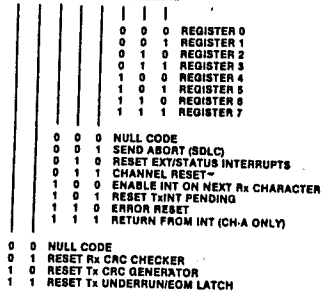 0 0 0 REGISTER 0
0 0 1 REGISTER 1
0 1 0 REGISTER 2
0 1 1 REGISTER 3
1 0 0 REGISTER 4
1 0 1 REGISTER 5
1 1 0 REGISTER 6
1 1 1 REGISTER 7
0 0 0 NULL CODE
0 0 1 SEND ABORT (SDLC)
0 1 0 RESET EXT/STATUS INTERRUPTS
0 1 1 CHANNEL RESET
1 0 0 ENABLE INT ON NEXT Rx CHARACTER
1 0 1 RESET TxINT PENDING
1 1 0 ERROR RESET
1 1 1 RETURN FROM INT (CH-A ONLY)
0 0 NULL CODE
0 1 RESET Rx CRC CHECKER
1 0 RESET Tx CRC GENERATOR
1 1 RESET Tx UNDERRUN/EOM LATCH